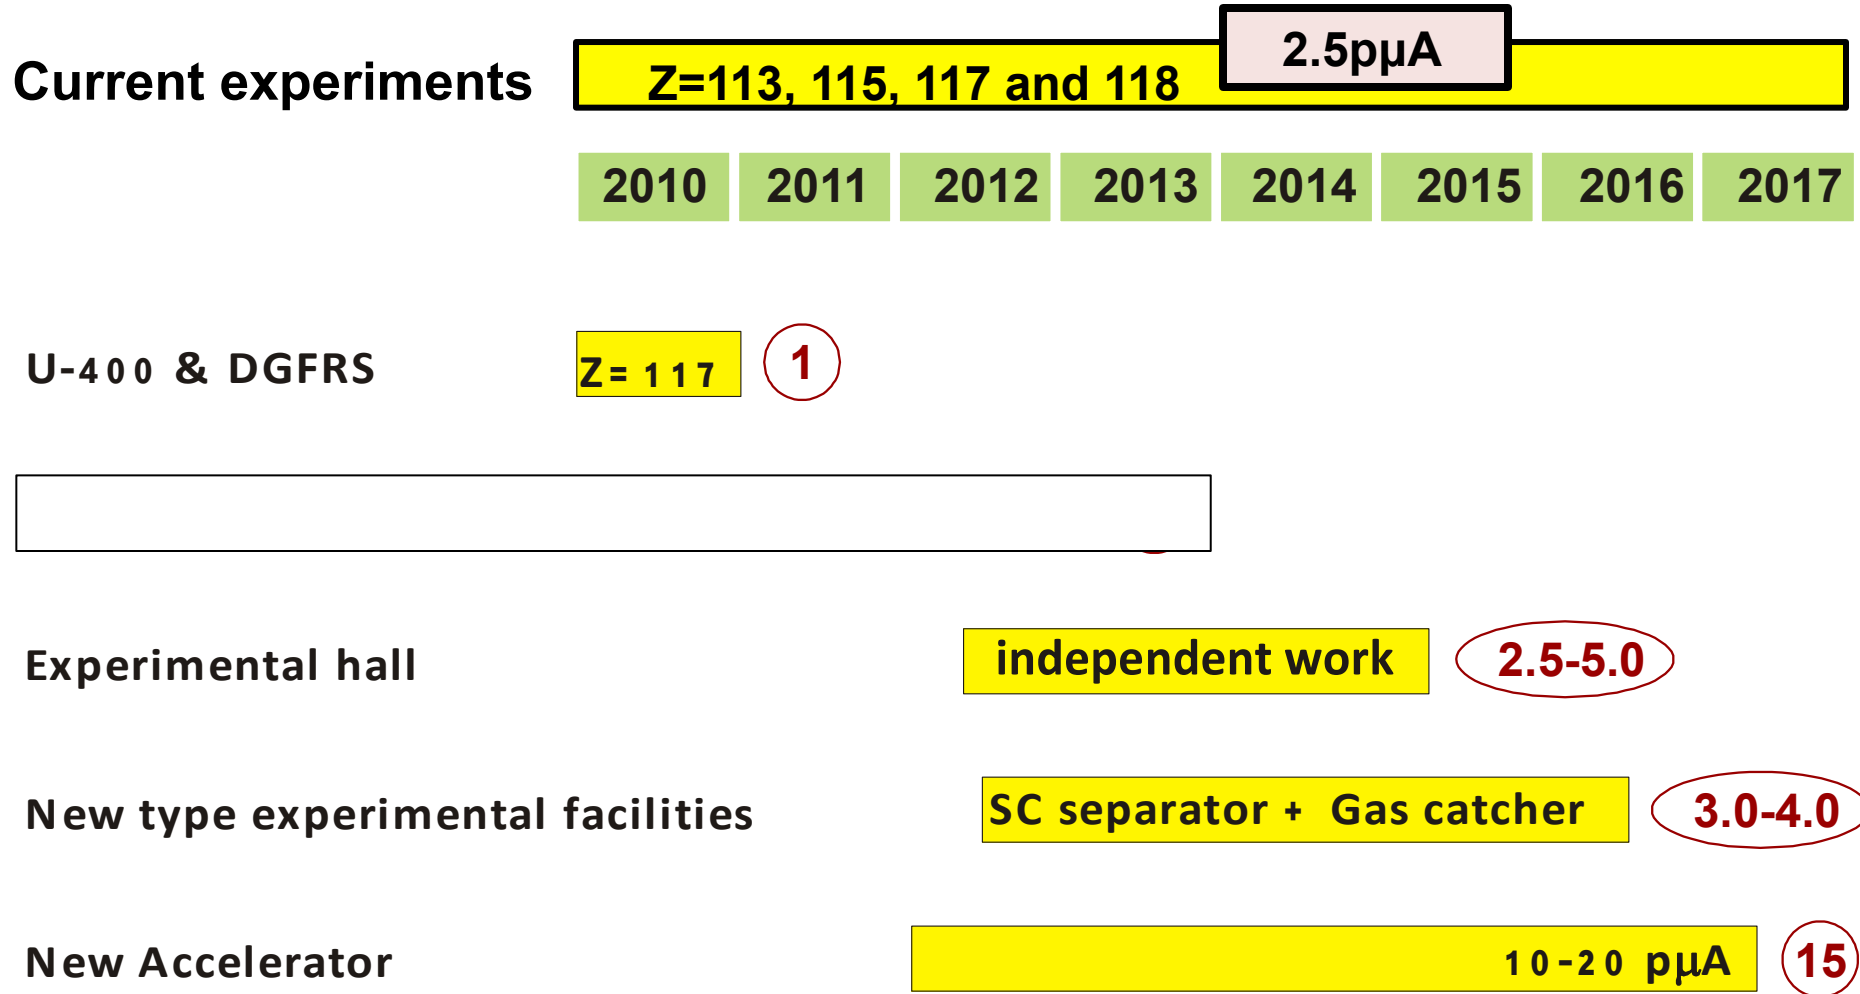 Current experiments Z=113, 115, 117 and 118 2.5pµA
2010 2011 2012 2013 2014 2015 2016 2017
U-400 & DGFRS Z= 117 1
Experimental hall independent work 2.5-5.0
New type experimental facilities SC separator + Gas catcher 3.0-4.0
New Accelerator 10-20 pµA 15